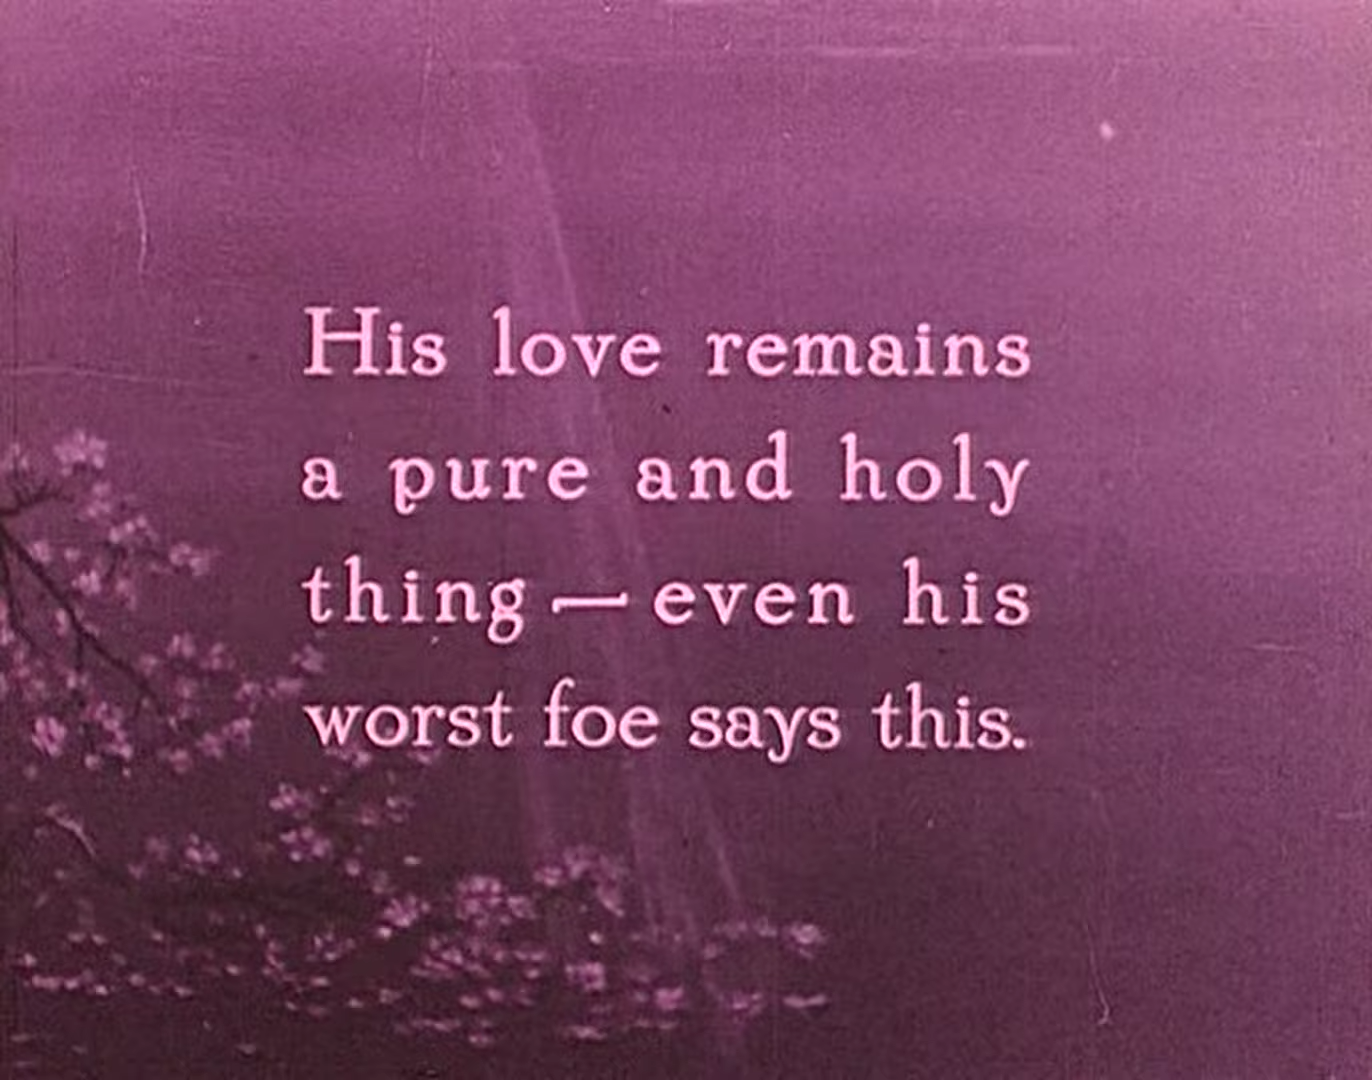 His love remains
a pure and holy
thing — even his
worst foe says this.